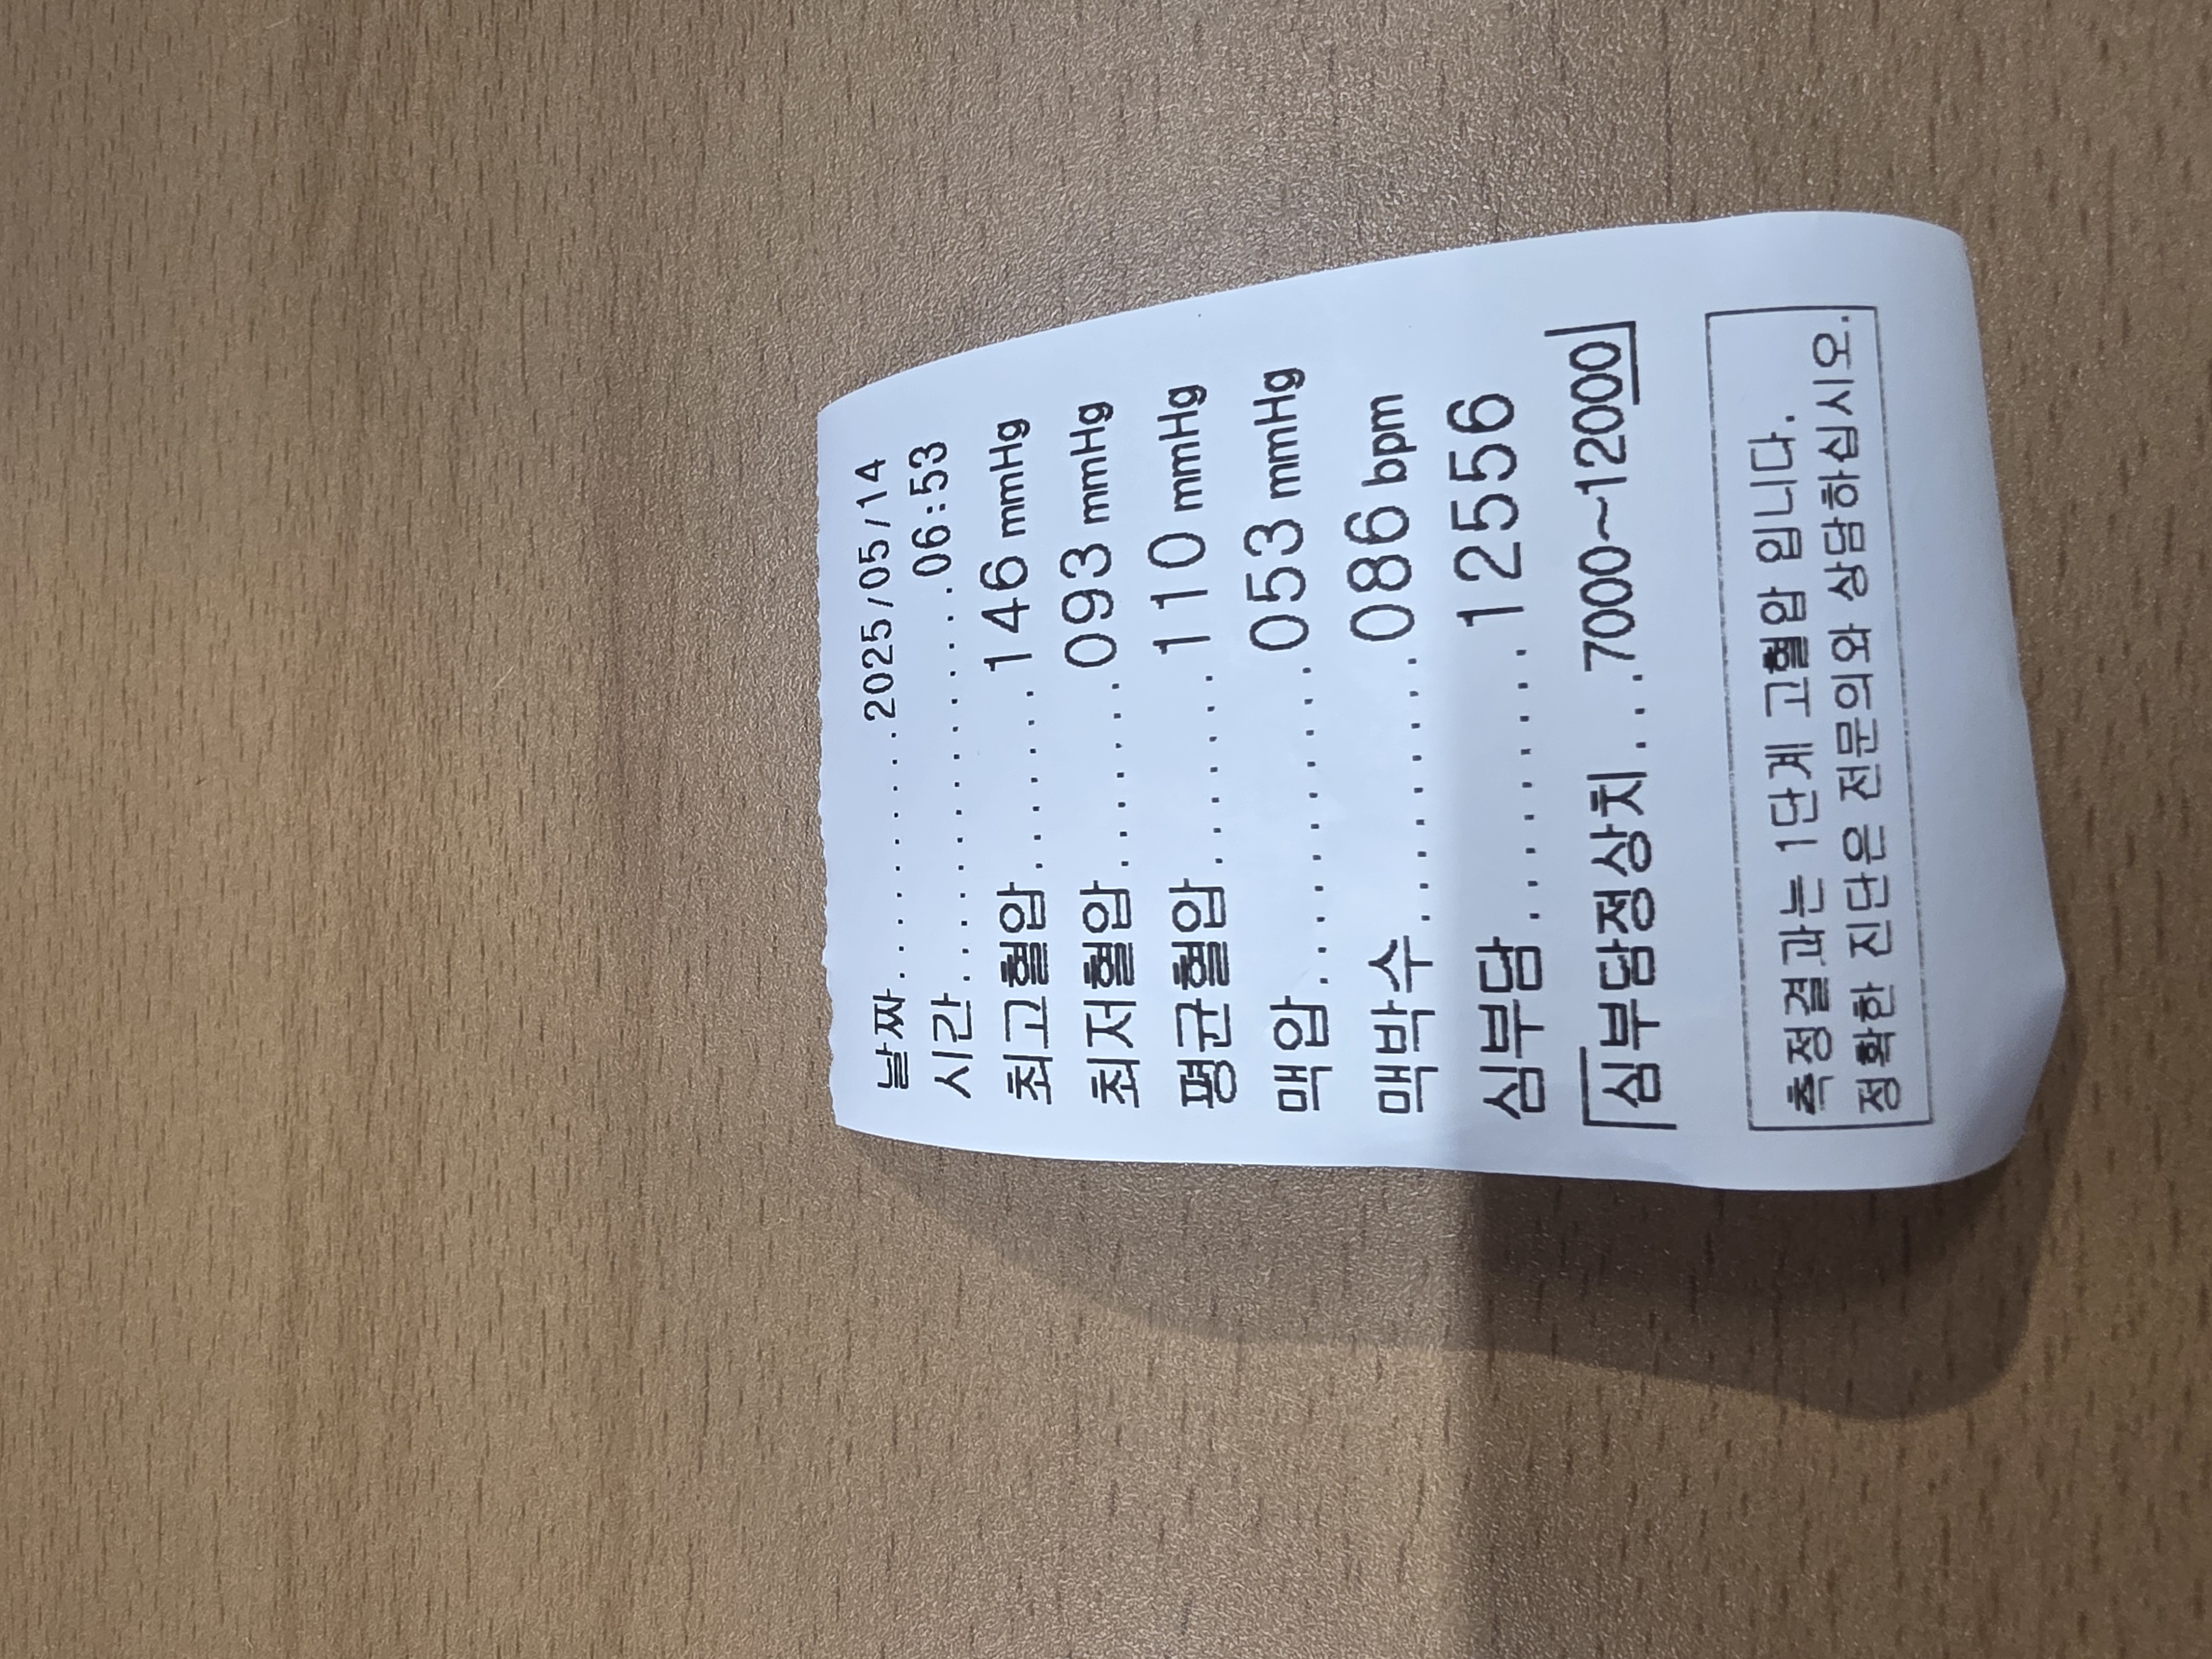 날짜...........2025/05/14
시간................06:53
최고혈압........146 mmHg
최저혈압........093 mmHg
평균혈압........110 mmHg
맥압............053 mmHg
맥박수..........086 bpm
심부담..........12556
[심부담정상치...7000~12000]
측정결과는 1단계 고혈압 입니다.
정확한 진단은 전문의와 상담하십시오.